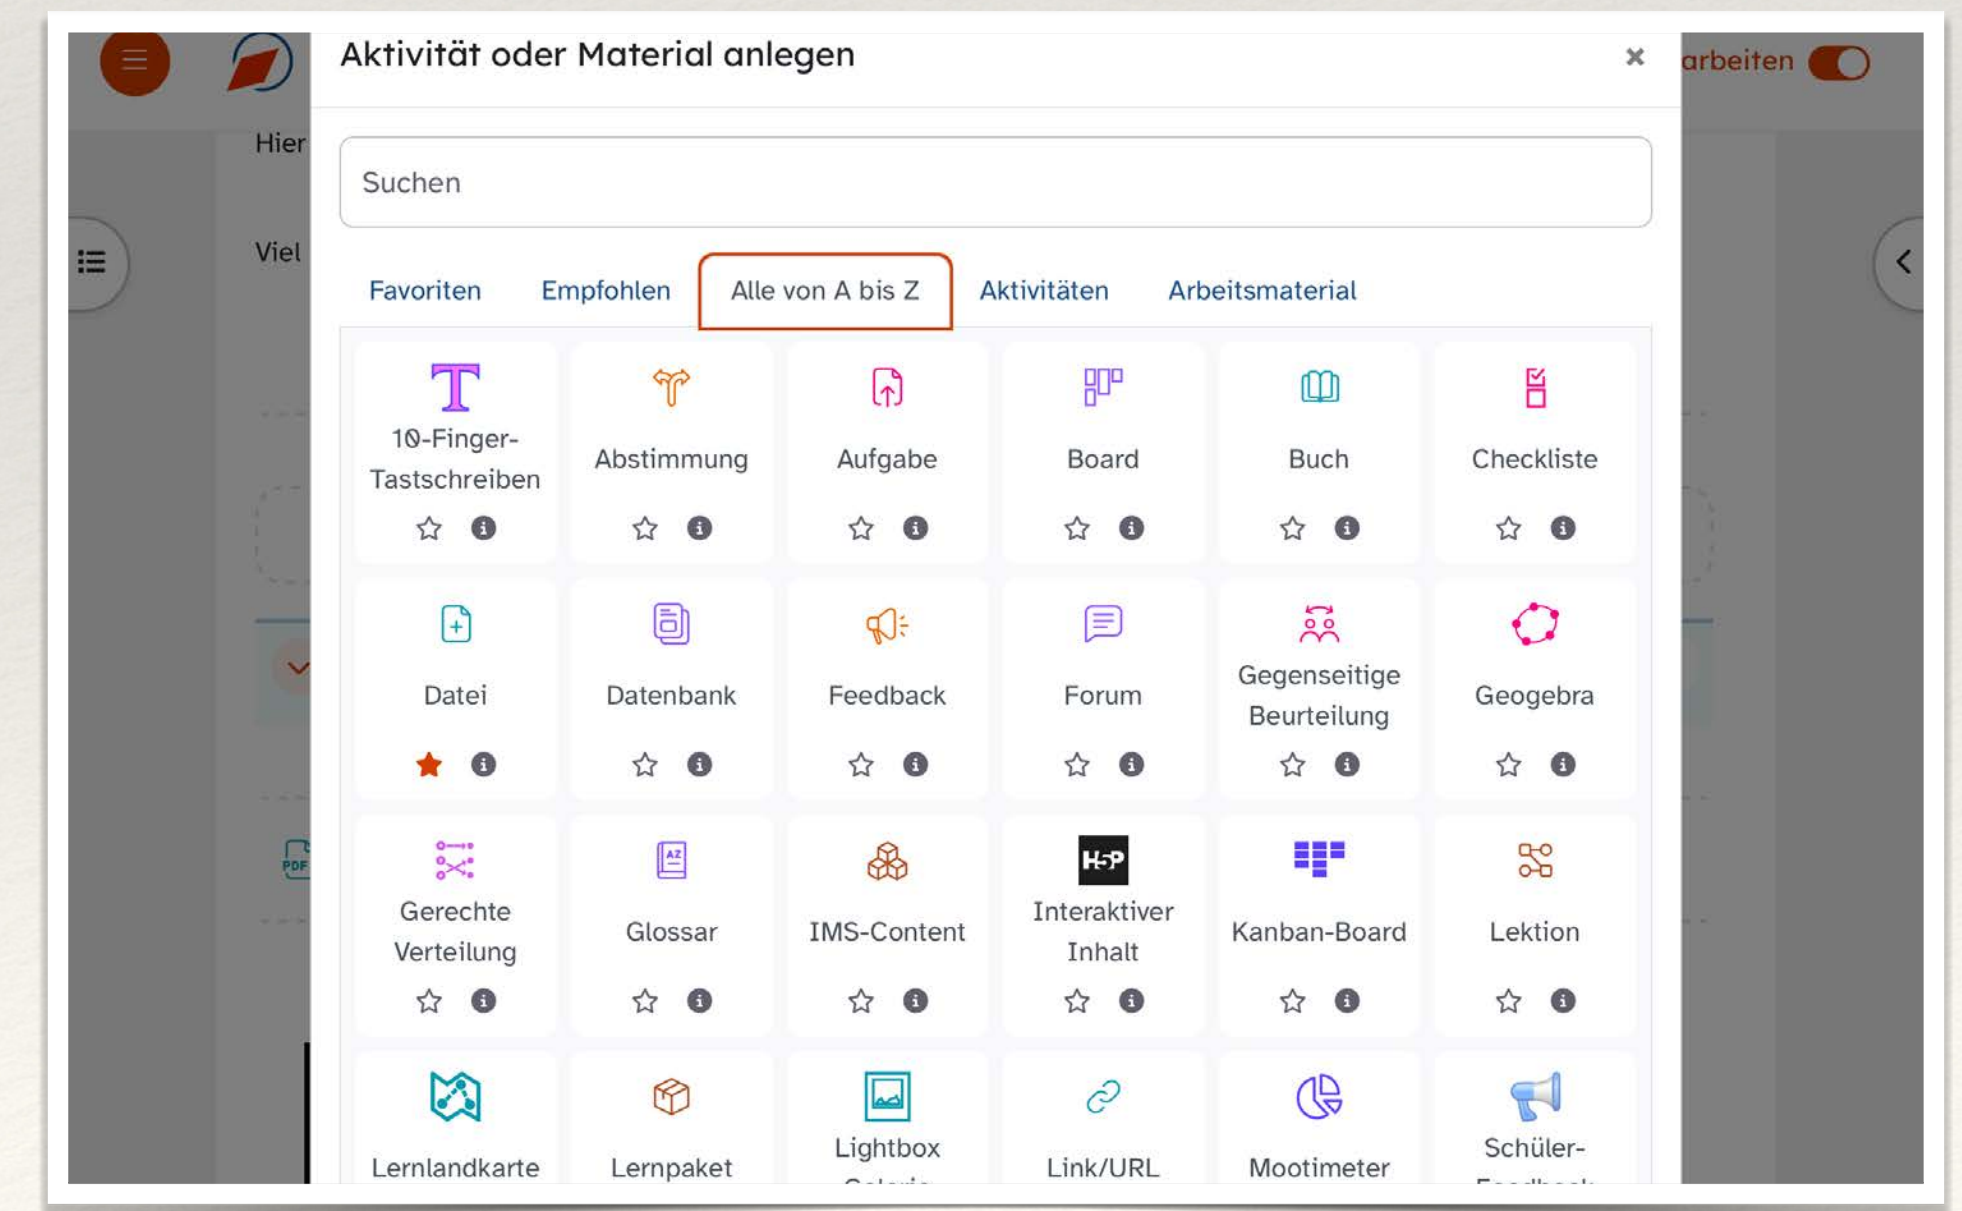 Aktivität oder Material anlegen
arbeiten
Hier
Suchen
Viel
Favoriten Empfohlen Alle von A bis Z Aktivitäten Arbeitsmaterial
10-Finger-
Tastschreiben
Abstimmung
Aufgabe
Board
Buch
Checkliste
Datei
Datenbank
Feedback
Forum
Gegenseitige
Beurteilung
Geogebra
PDF
Gerechte
Verteilung
AZ
Glossar
IMS-Content
H5P
Interaktiver
Inhalt
Kanban-Board
Lektion
Lernlandkarte
Lernpaket
Lightbox
Link/URL
Mootimeter
Schüler-